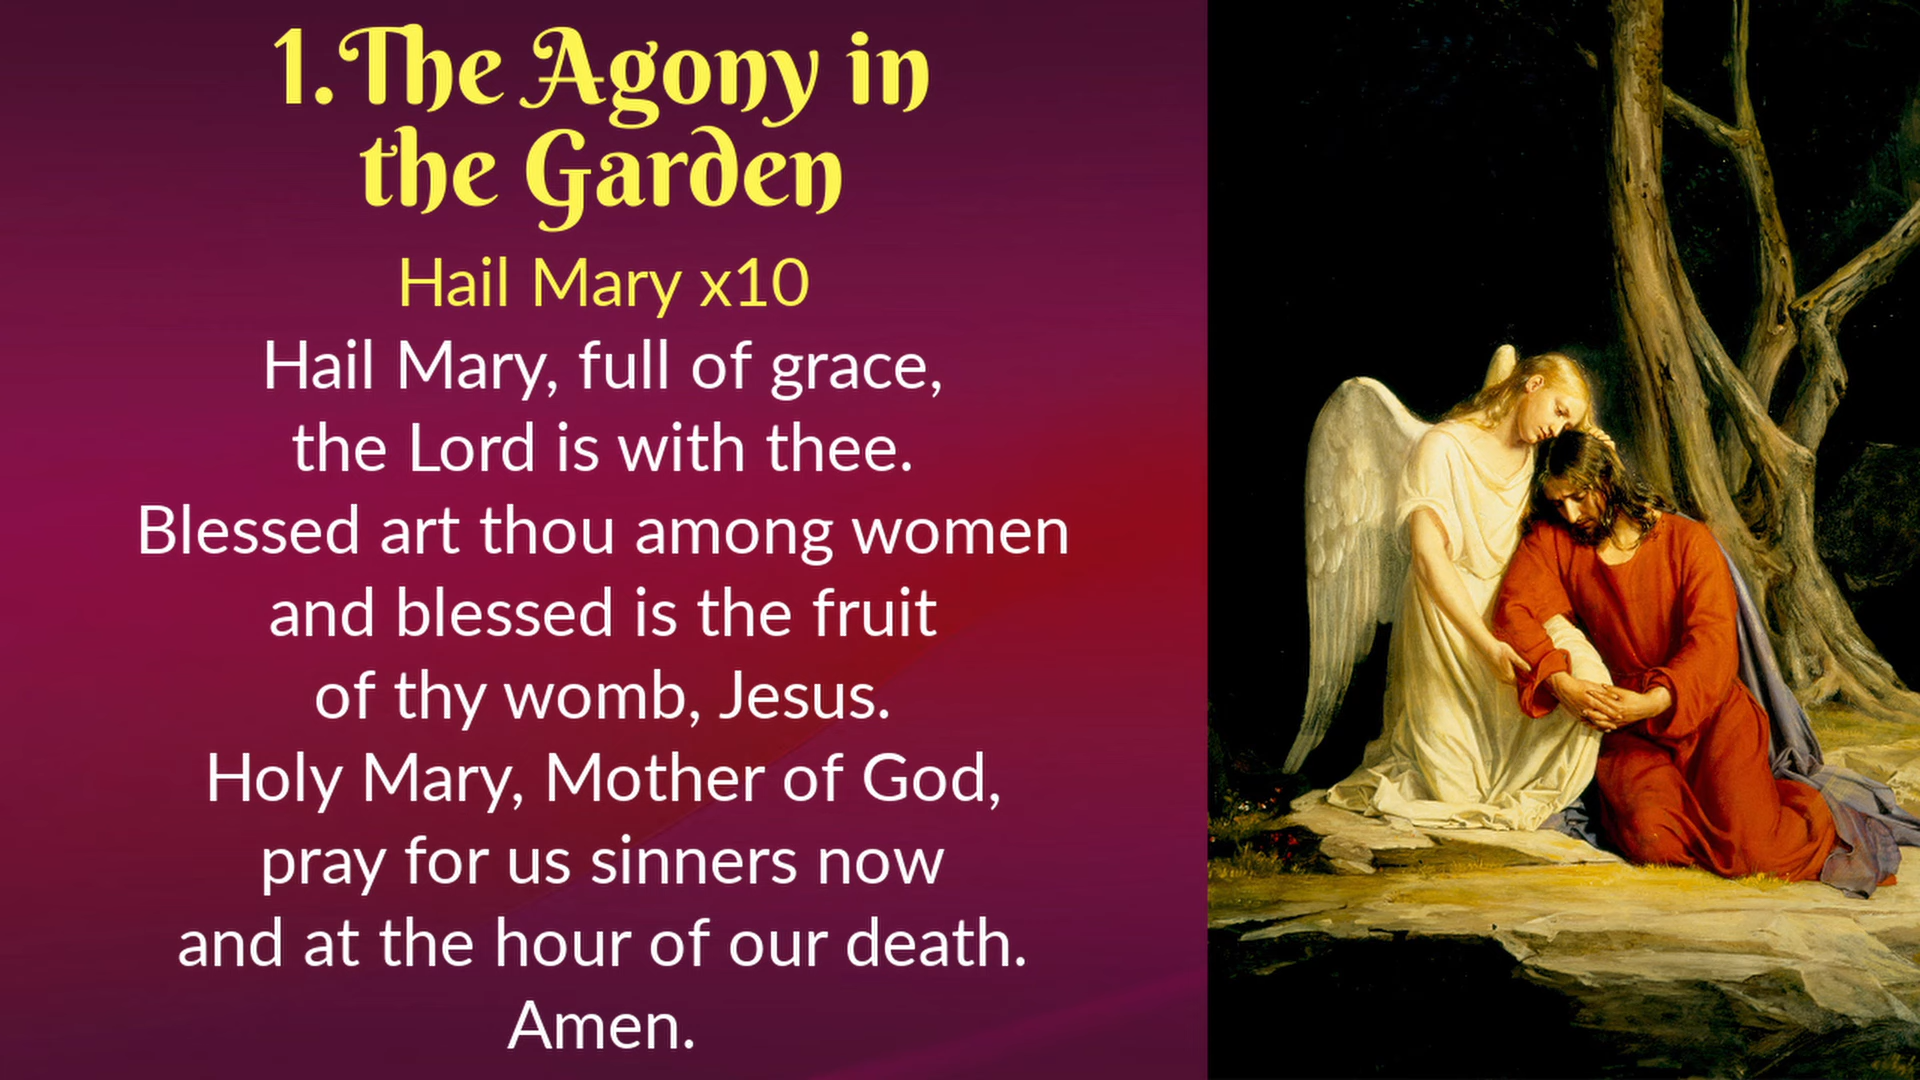 1.The Agony in
the Garden
Hail Mary x10
Hail Mary, full of grace,
the Lord is with thee.
Blessed art thou among women
and blessed is the fruit
of thy womb, Jesus.
Holy Mary, Mother of God,
pray for us sinners now
and at the hour of our death.
Amen.